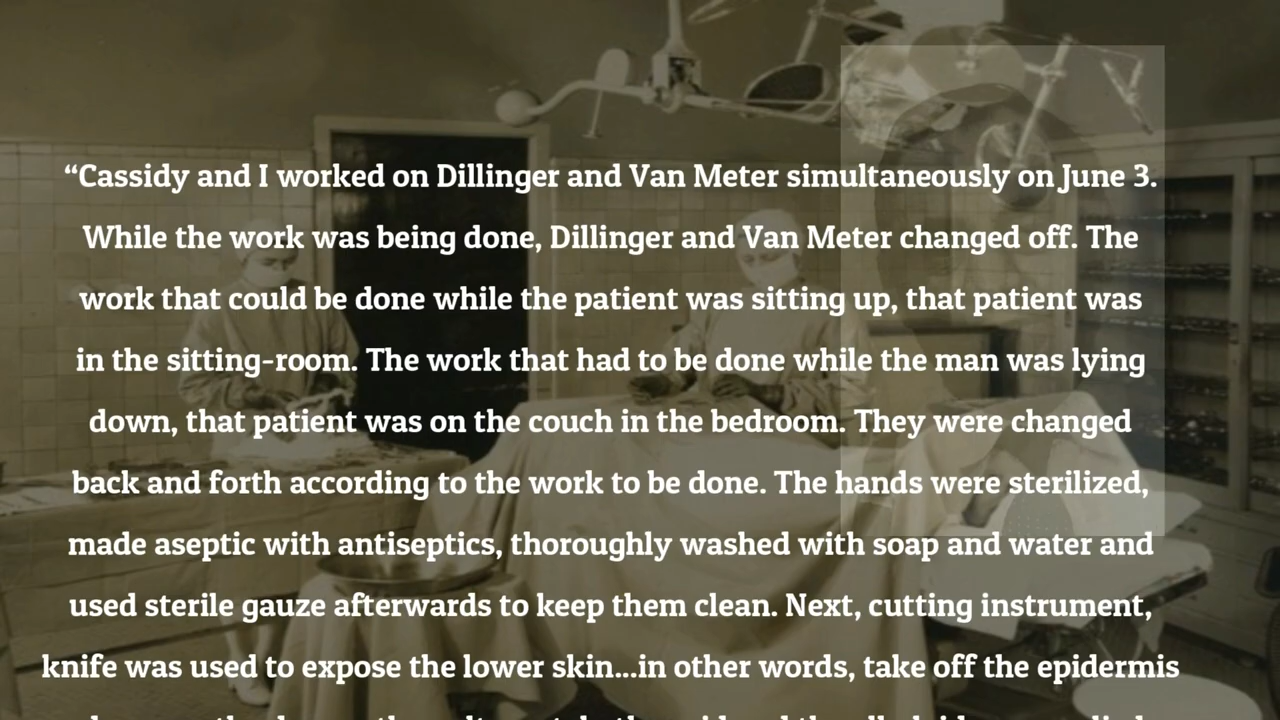 “Cassidy and I worked on Dillinger and Van Meter simultaneously on June 3.
While the work was being done, Dillinger and Van Meter changed off. The
work that could be done while the patient was sitting up, that patient was
in the sitting-room. The work that had to be done while the man was lying
down, that patient was on the couch in the bedroom. They were changed
back and forth according to the work to be done. The hands were sterilized,
made aseptic with antiseptics, thoroughly washed with soap and water and
used sterile gauze afterwards to keep them clean. Next, cutting instrument,
knife was used to expose the lower skin...in other words, take off the epidermis